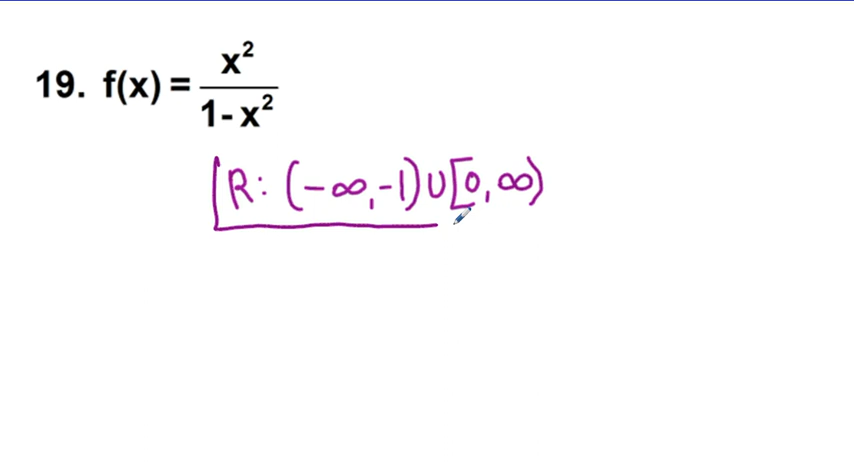 19. f(x) = x²/(1-x²)
R: (-∞,-1)∪[0,∞)